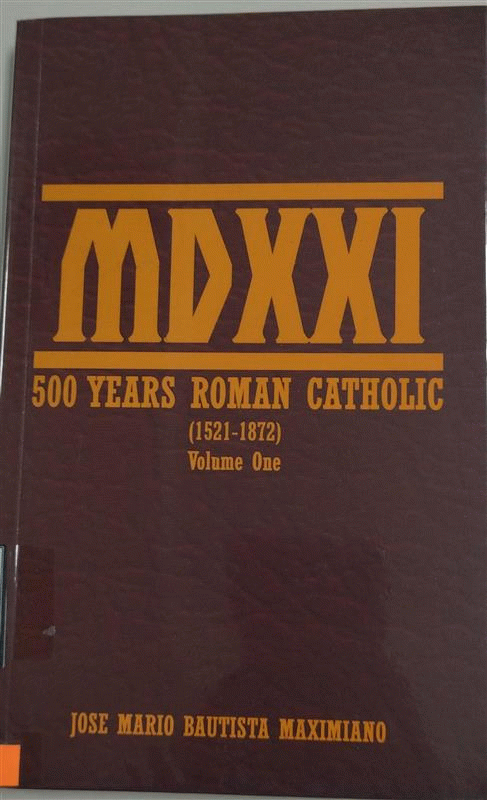 MDXXI
500 YEARS ROMAN CATHOLIC
(1521-1872)
Volume One
JOSE MARIO BAUTISTA MAXIMIANO